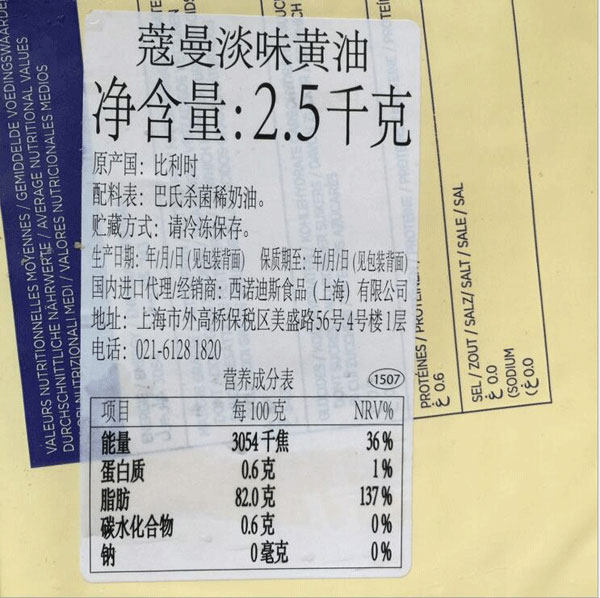 蔻曼淡味黄油
净含量:2.5千克
原产国: 比利时
配料表: 巴氏杀菌稀奶油。
贮藏方式: 请冷冻保存。
生产日期: 年/月/日(见包装背面) 保质期至: 年/月/日(见包装背面)
国内进口代理/经销商: 西诺迪斯食品(上海)有限公司
地址: 上海市外高桥保税区美盛路56号4号楼1层
电话: 021-6128 1820
营养成分表 1507
项目 每100克 NRV%
能量 3054千焦 36%
蛋白质 0.6克 1%
脂肪 82.0克 137%
碳水化合物 0.6克 0%
钠 0毫克 0%
VALEURS NUTRITIONNELLES MOYENNES / GEMIDDELDE VOEDINGSWAARDE
DURCHSCHNITTLICHE NÄHRWERTE / AVERAGE NUTRITIONAL VALUES
NUTRIZIONALI MEDI / VALORES NUTRICIONALES MEDIOS
PROTÉINES /
0.6
SEL / ZOUT / SALZ/ SALT / SALE / SAL
0.0
(SODIUM
0.0